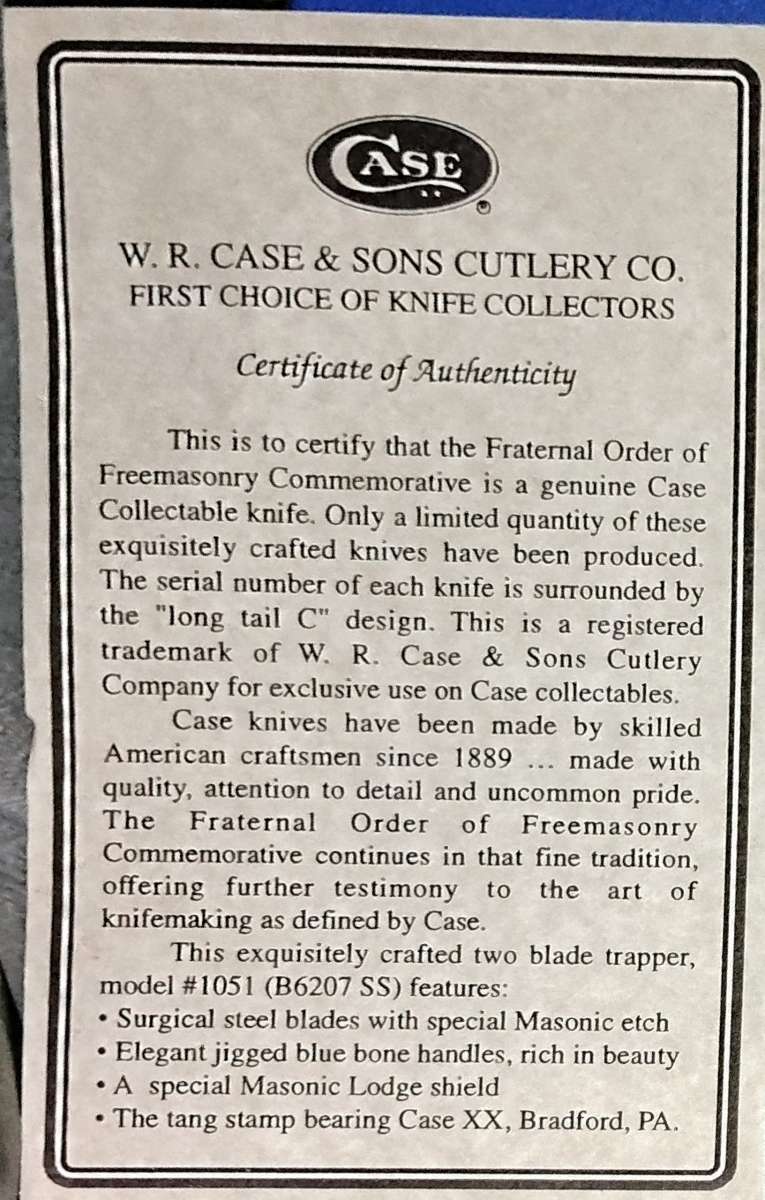 CASE
®
W. R. CASE & SONS CUTLERY CO.
FIRST CHOICE OF KNIFE COLLECTORS
Certificate of Authenticity
This is to certify that the Fraternal Order of
Freemasonry Commemorative is a genuine Case
Collectable knife. Only a limited quantity of these
exquisitely crafted knives have been produced.
The serial number of each knife is surrounded by
the "long tail C" design. This is a registered
trademark of W. R. Case & Sons Cutlery
Company for exclusive use on Case collectables.
Case knives have been made by skilled
American craftsmen since 1889 ... made with
quality, attention to detail and uncommon pride.
The Fraternal Order of Freemasonry
Commemorative continues in that fine tradition,
offering further testimony to the art of
knifemaking as defined by Case.
This exquisitely crafted two blade trapper,
model #1051 (B6207 SS) features:
• Surgical steel blades with special Masonic etch
• Elegant jigged blue bone handles, rich in beauty
• A special Masonic Lodge shield
• The tang stamp bearing Case XX, Bradford, PA.